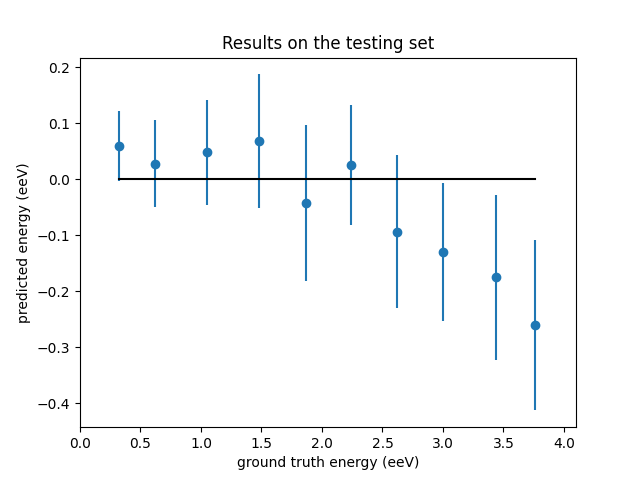 Results on the testing set
predicted energy (eeV)
0.2
0.1
0.0
−0.1
−0.2
−0.3
−0.4
0.0 0.5 1.0 1.5 2.0 2.5 3.0 3.5 4.0
ground truth energy (eeV)